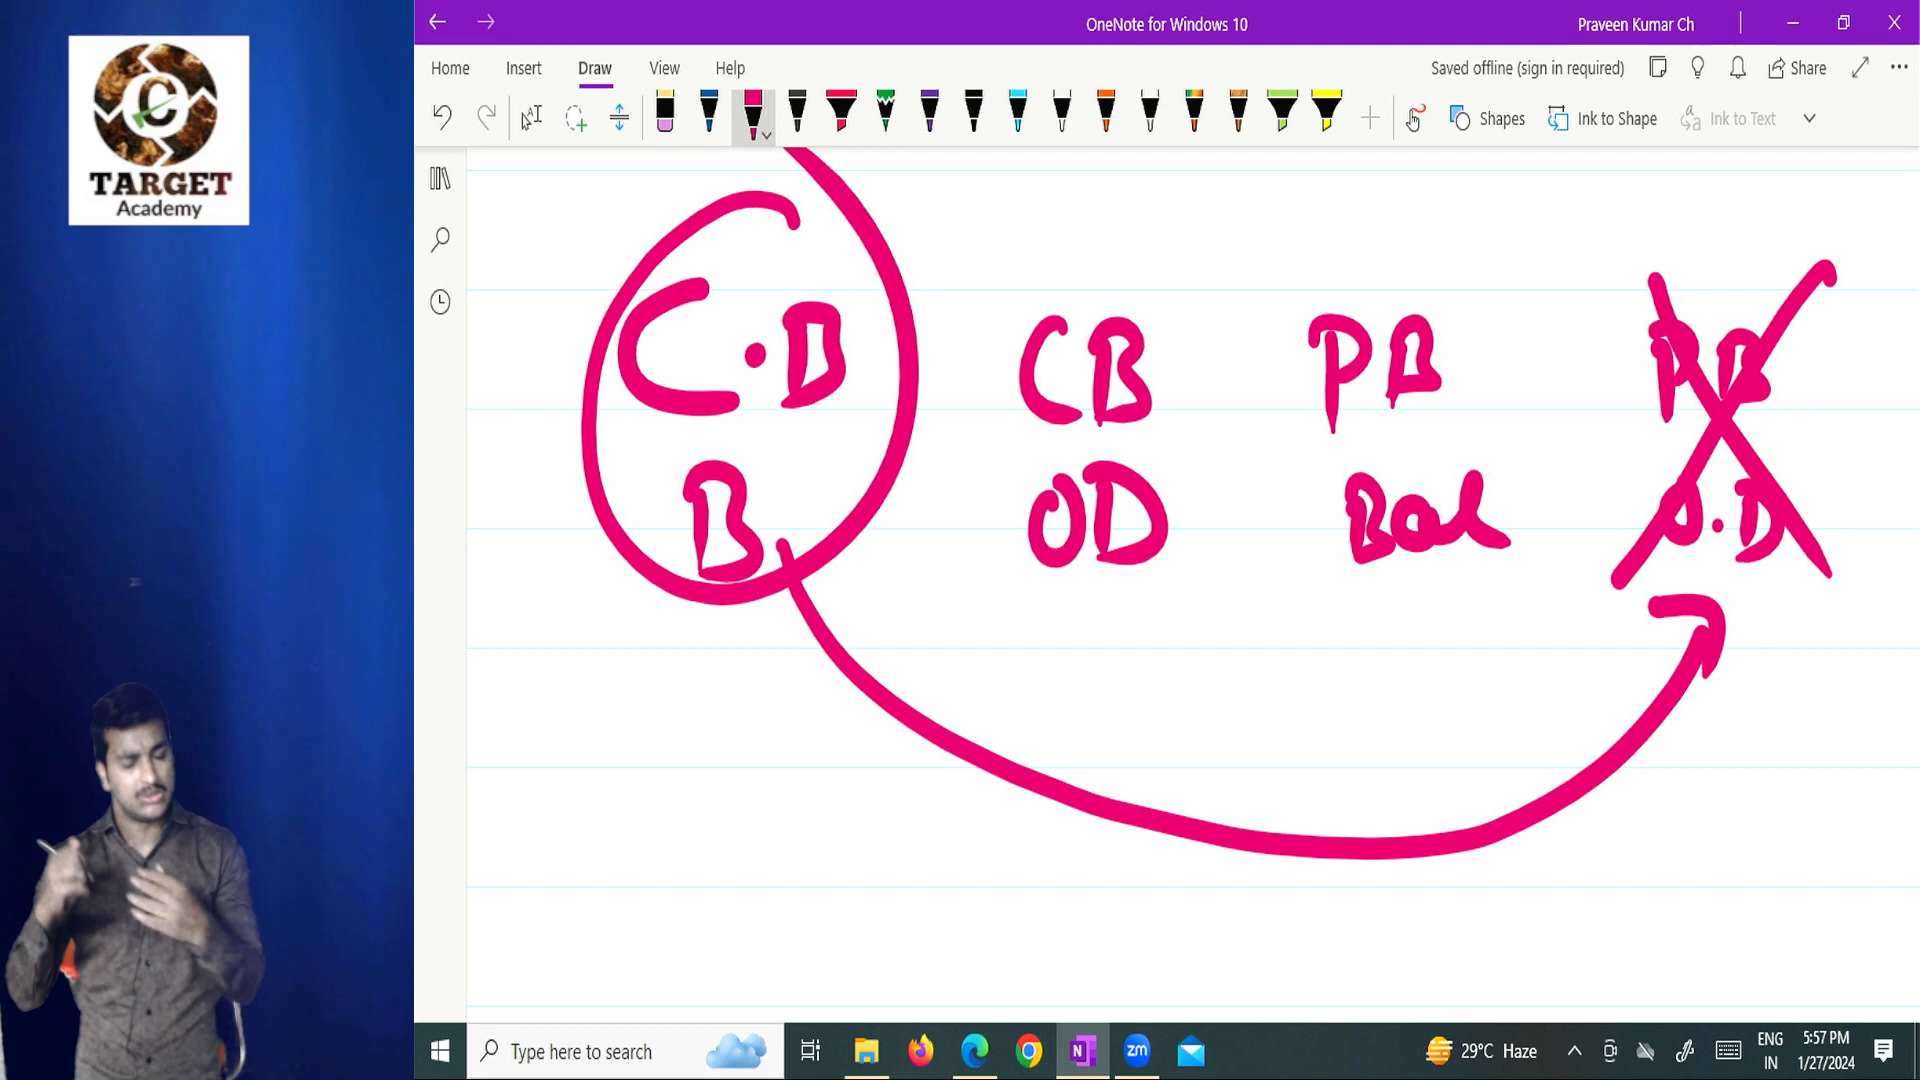 OneNote for Windows 10
Praveen Kumar Ch
TARGET
Academy
Home Insert Draw View Help
Saved offline (sign in required)
Share
Shapes
Ink to Shape
Ink to Text
C.B CB PB PB
B OD Bal O.D
Type here to search
zm
29°C Haze
ENG
IN
5:57 PM
1/27/2024